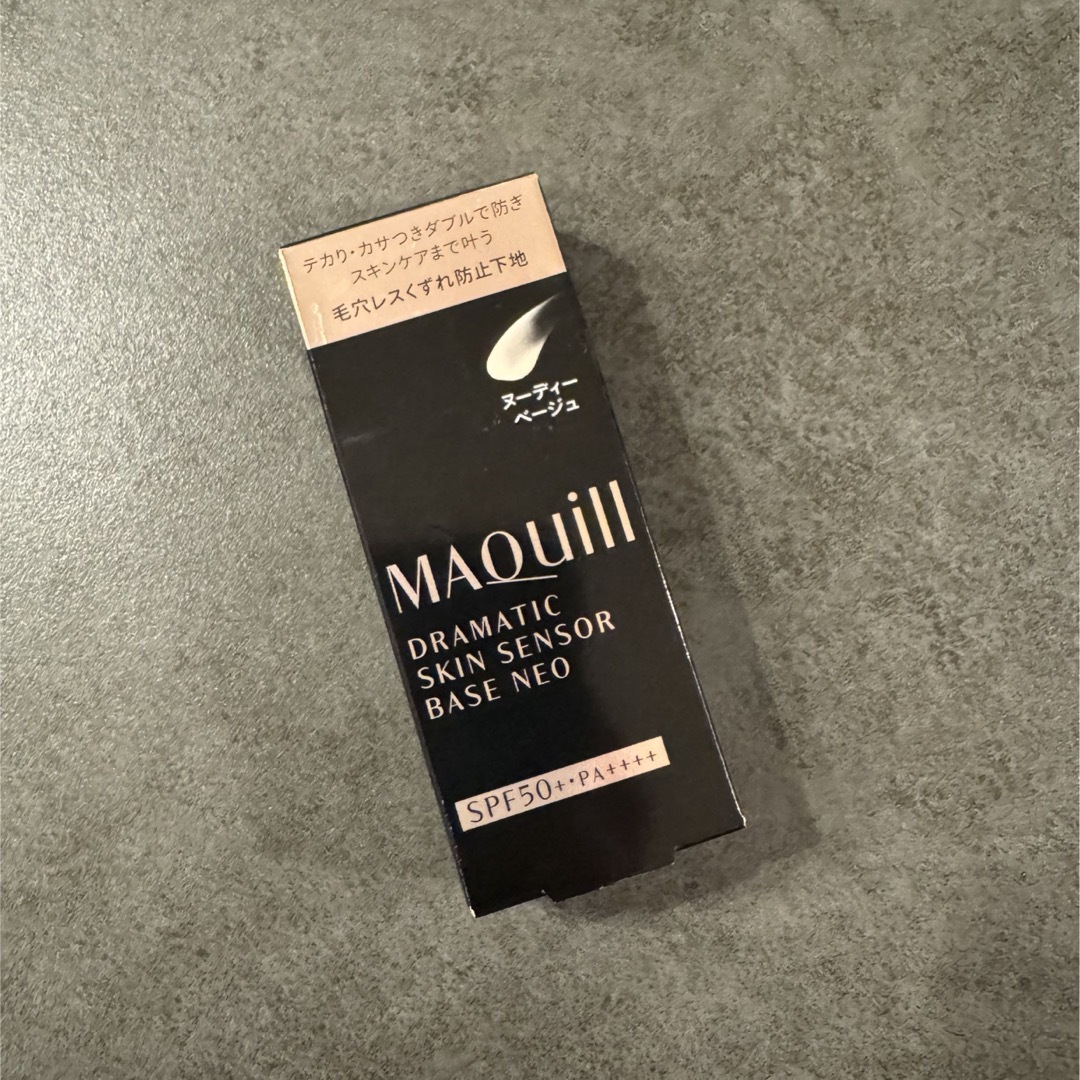 テカり・カサつきダブルで防ぎ
スキンケアまで叶う
毛穴レスくずれ防止下地
ヌーディー
ベージュ
MAQuill
DRAMATIC
SKIN SENSOR
BASE NEO
SPF50+・PA++++